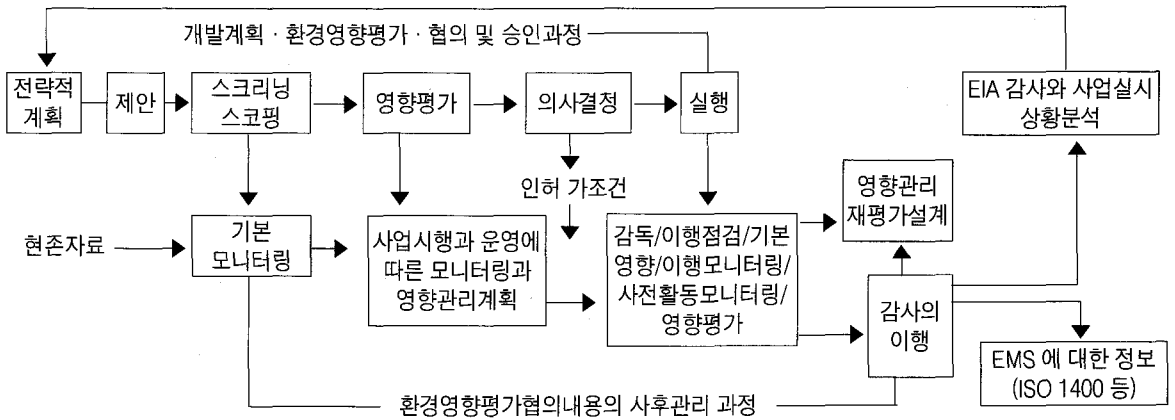 개발계획 · 환경영향평가 · 협의 및 승인과정
전략적
계획
제안
스크리닝
스코핑
영향평가
의사결청
실행
EIA 감사와 사업실시
상황분석
인허 가조건
영향관리
재평가설계
현존자료
기본
모니터링
사업시행과 운영에
따른 모니터링과
영향관리계획
감독/이행점검/기본
영향/이행모니터링/
사전활동모니터링/
영향평가
감사의
이행
EMS 에 대한 정보
(ISO 1400 등)
환경영향평가협의내용의 사후관리 과정